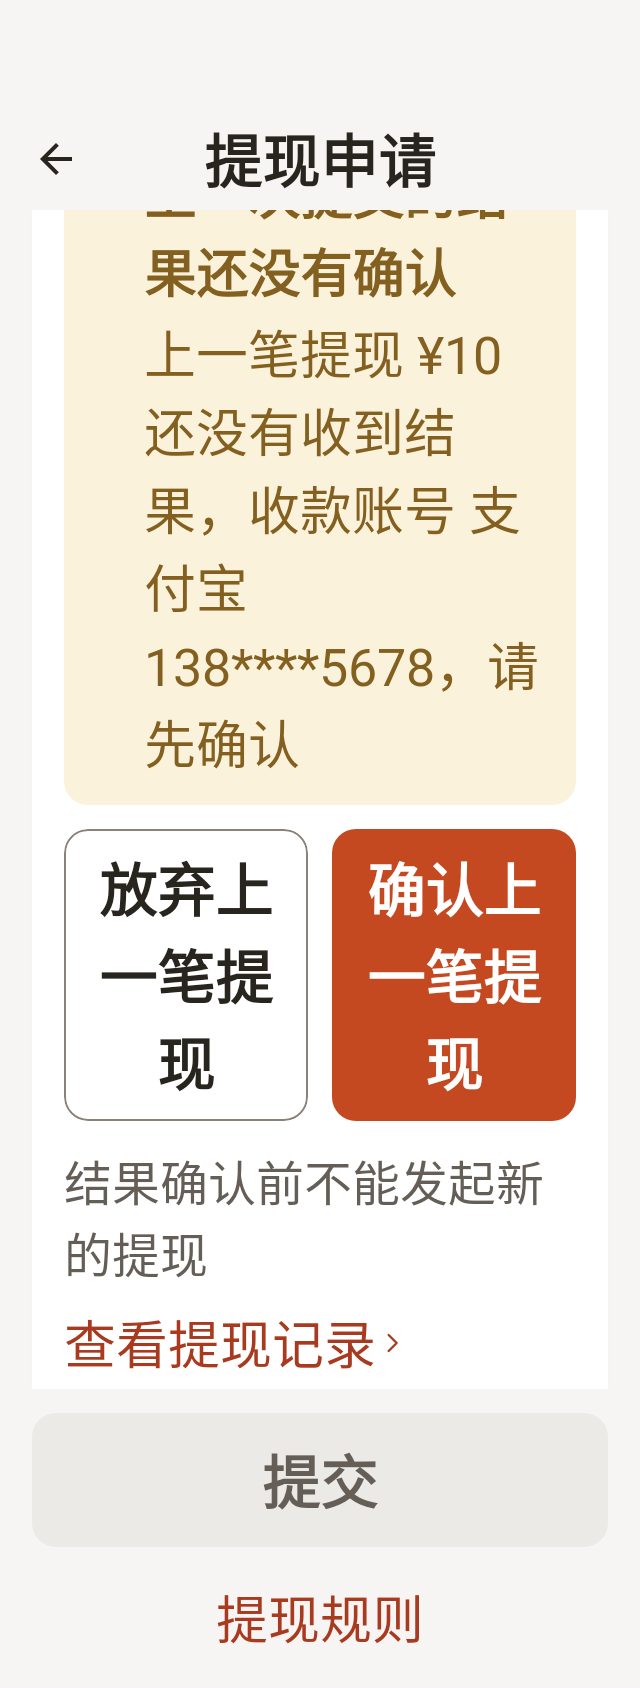 提现申请
果还没有确认
上一笔提现 ¥10
还没有收到结
果，收款账号 支
付宝
138****5678，请
先确认
放弃上
一笔提
现
确认上
一笔提
现
结果确认前不能发起新
的提现
查看提现记录
提交
提现规则